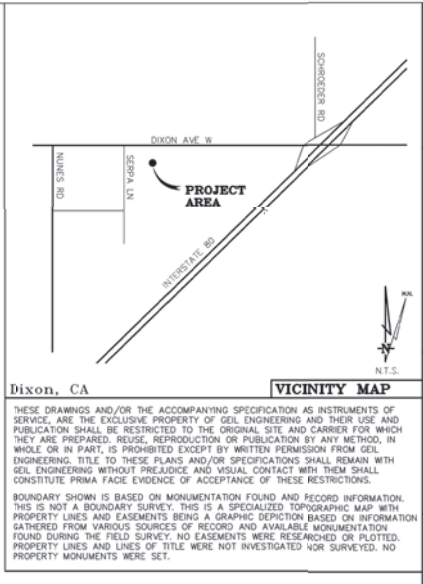 SCHROEDER RD
DIXON AVE W
NUNES RD
SERPA LN
PROJECT
AREA
INTERSTATE 80
N
N.T.S.
Dixon, CA
VICINITY MAP
THESE DRAWINGS AND/OR THE ACCOMPANYING SPECIFICATION AS INSTRUMENTS OF
SERVICE, ARE THE EXCLUSIVE PROPERTY OF GEIL ENGINEERING AND THEIR USE AND
PUBLICATION SHALL BE RESTRICTED TO THE ORIGINAL SITE AND CARRIER FOR WHICH
THEY ARE PREPARED. REUSE, REPRODUCTION OR PUBLICATION BY ANY METHOD, IN
WHOLE OR IN PART, IS PROHIBITED EXCEPT BY WRITTEN PERMISSION FROM GEIL
ENGINEERING. TITLE TO THESE PLANS AND/OR SPECIFICATIONS SHALL REMAIN WITH
GEIL ENGINEERING WITHOUT PREJUDICE AND VISUAL CONTACT WITH THEM SHALL
CONSTITUTE PRIMA FACIE EVIDENCE OF ACCEPTANCE OF THESE RESTRICTIONS.
BOUNDARY SHOWN IS BASED ON MONUMENTATION FOUND AND RECORD INFORMATION.
THIS IS NOT A BOUNDARY SURVEY. THIS IS A SPECIALIZED TOPOGRAPHIC MAP WITH
PROPERTY LINES AND EASEMENTS BEING A GRAPHIC DEPICTION BASED ON INFORMATION
GATHERED FROM VARIOUS SOURCES OF RECORD AND AVAILABLE MONUMENTATION
FOUND DURING THE FIELD SURVEY. NO EASEMENTS WERE RESEARCHED OR PLOTTED.
PROPERTY LINES AND LINES OF TITLE WERE NOT INVESTIGATED NOR SURVEYED. NO
PROPERTY MONUMENTS WERE SET.